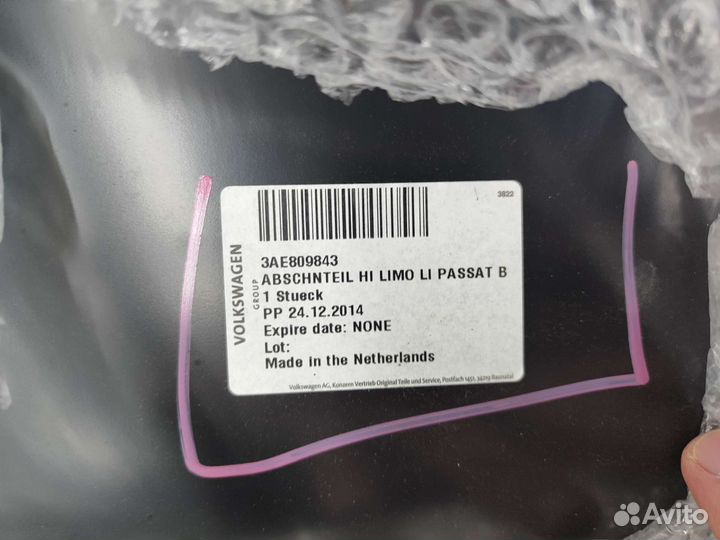 3822
VOLKSWAGEN
GROUP
3AE809843
ABSCHNTEIL HI LIMO LI PASSAT B
1 Stueck
PP 24.12.2014
Expire date: NONE
Lot:
Made in the Netherlands
Volkswagen AG, Konzern Vertrieb Original Teile und Service, Postfach 1451, 34219 Baunatal
Avito